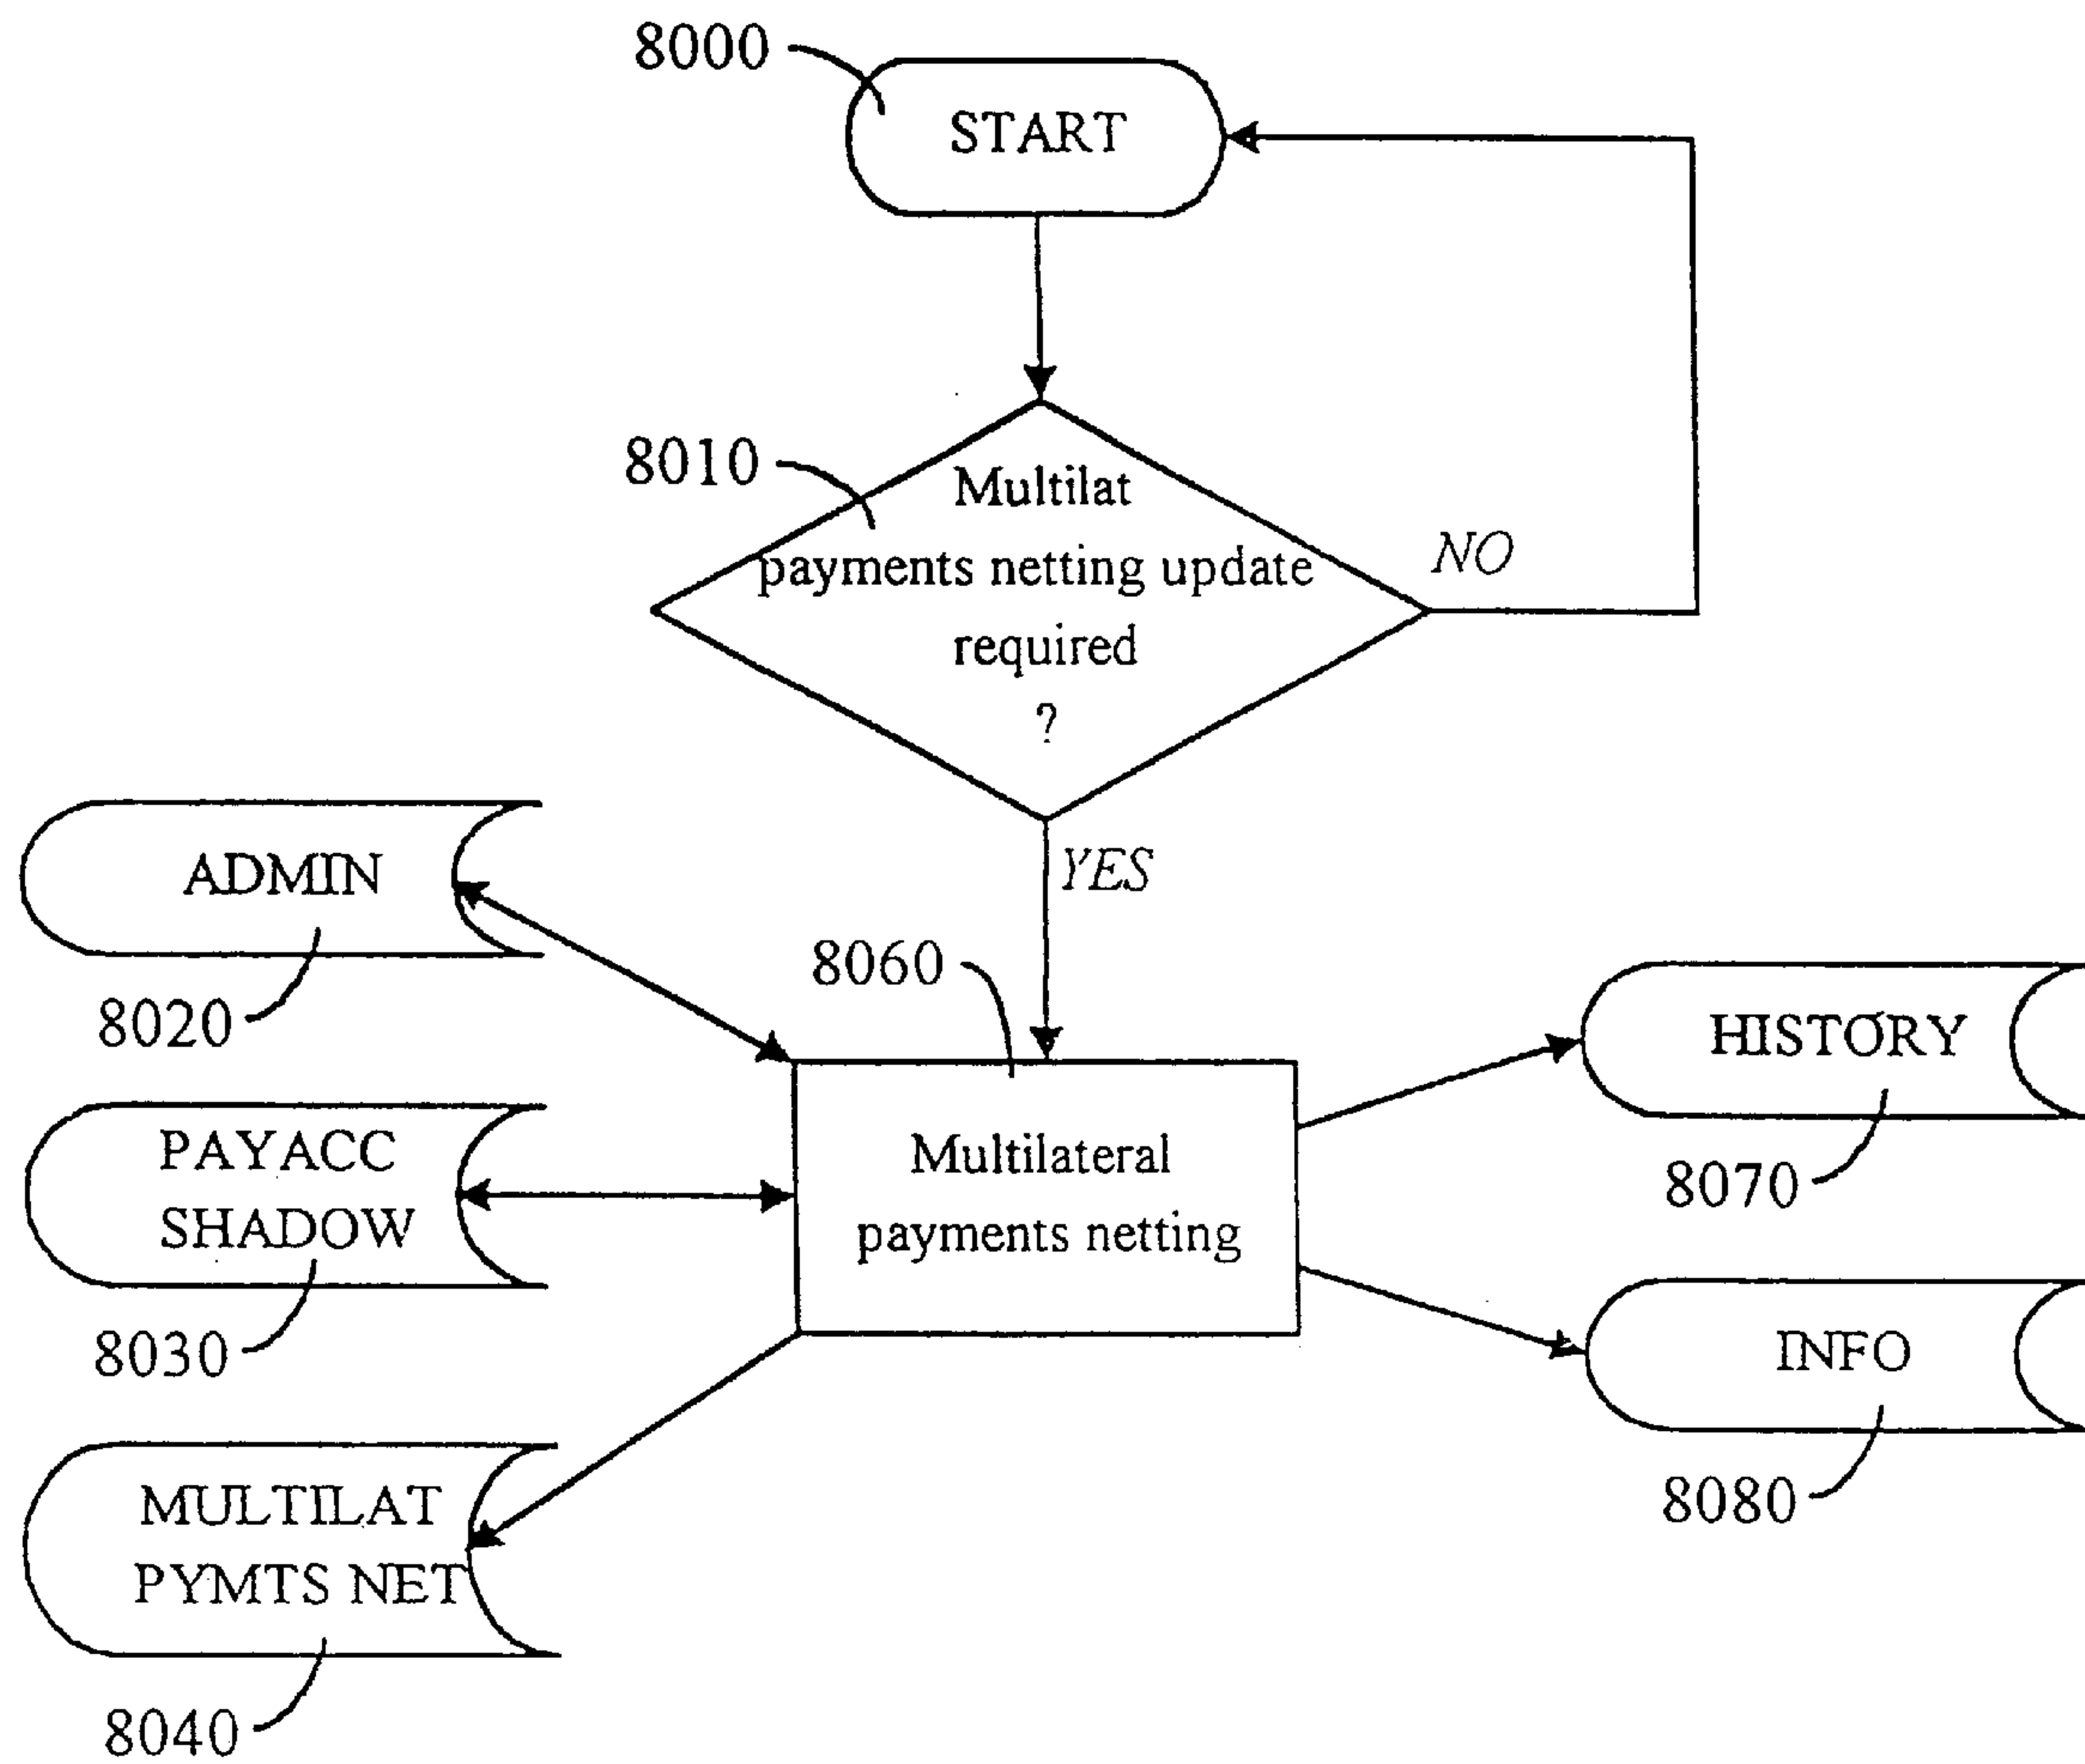 8000
START
8010
Multilat
payments netting update
required
?
NO
YES
ADMIN
8020
8060
HISTORY
8070
PAYACC
SHADOW
8030
Multilateral
payments netting
INFO
8080
MULTILAT
PYMTS NET
8040